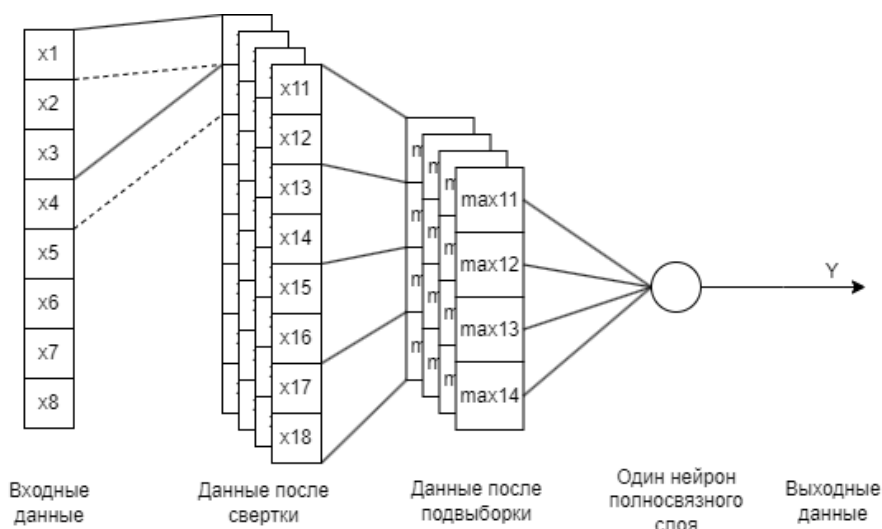 x1
x2
x3
x4
x5
x6
x7
x8
x11
x12
x13
x14
x15
x16
x17
x18
max11
max12
max13
max14
Y
Входные
данные
Данные после
свертки
Данные после
подвыборки
Один нейрон
полносвязного
слоя
Выходные
данные